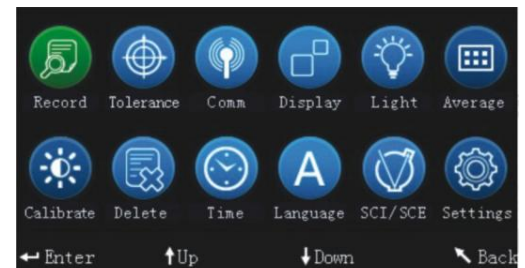 Record Tolerance Comm Display Light Average
A
Calibrate Delete Time Language SCI/SCE Settings
Enter Up Down Back